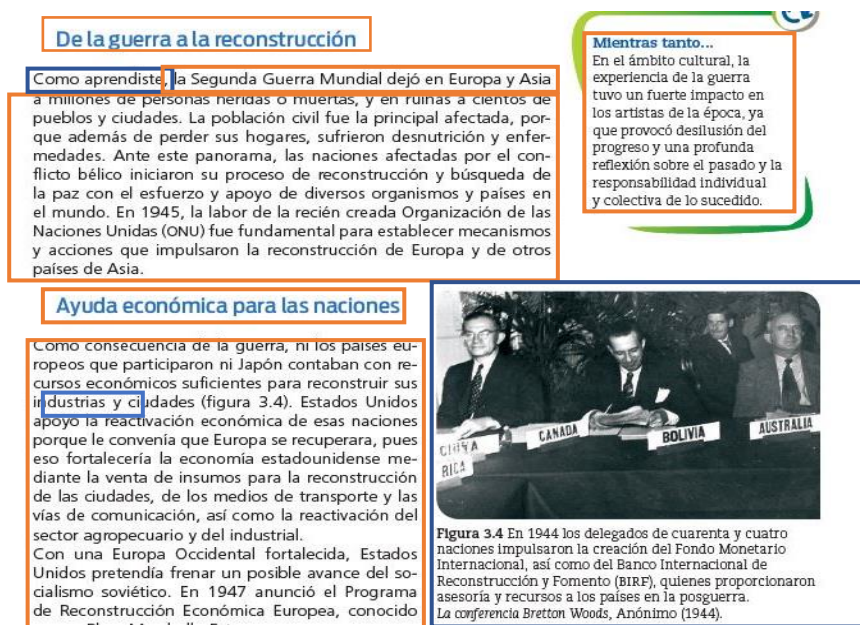 De la guerra a la reconstrucción
Como aprendiste, la Segunda Guerra Mundial dejó en Europa y Asia
a millones de personas heridas o muertas, y en ruinas a cientos de
pueblos y ciudades. La población civil fue la principal afectada, por-
que además de perder sus hogares, sufrieron desnutrición y enfer-
medades. Ante este panorama, las naciones afectadas por el con-
flicto bélico iniciaron su proceso de reconstrucción y búsqueda de
la paz con el esfuerzo y apoyo de diversos organismos y países en
el mundo. En 1945, la labor de la recién creada Organización de las
Naciones Unidas (ONU) fue fundamental para establecer mecanismos
y acciones que impulsaron la reconstrucción de Europa y de otros
países de Asia.
Mientras tanto...
En el ámbito cultural, la
experiencia de la guerra
tuvo un fuerte impacto en
los artistas de la época, ya
que provocó desilusión del
progreso y una profunda
reflexión sobre el pasado y la
responsabilidad individual
y colectiva de lo sucedido.
Ayuda económica para las naciones
Como consecuencia de la guerra, ni los países eu-
ropeos que participaron ni Japón contaban con re-
cursos económicos suficientes para reconstruir sus
industrias y ciudades (figura 3.4). Estados Unidos
apoyó la reactivación económica de esas naciones
porque le convenía que Europa se recuperara, pues
eso fortalecería la economía estadounidense me-
diante la venta de insumos para la reconstrucción
de las ciudades, de los medios de transporte y las
vías de comunicación, así como la reactivación del
sector agropecuario y del industrial.
Con una Europa Occidental fortalecida, Estados
Unidos pretendía frenar un posible avance del so-
cialismo soviético. En 1947 anunció el Programa
de Reconstrucción Económica Europea, conocido
RICA
CANADA
BOLIVIA
AUSTRALIA
Figura 3.4 En 1944 los delegados de cuarenta y cuatro
naciones impulsaron la creación del Fondo Monetario
Internacional, así como del Banco Internacional de
Reconstrucción y Fomento (BIRF), quienes proporcionaron
asesoría y recursos a los países en la posguerra.
La conferencia Bretton Woods, Anónimo (1944).